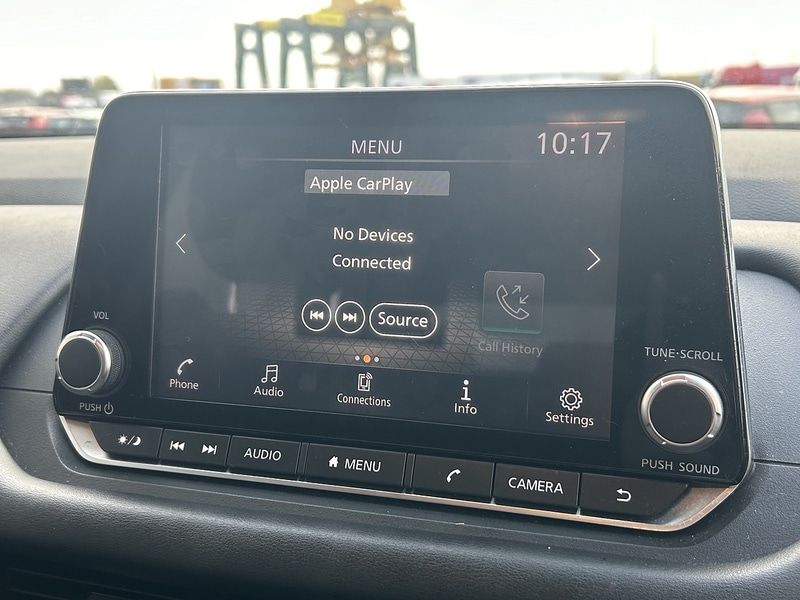 MENU
10:17
Apple CarPlay
No Devices
Connected
Source
Call History
Phone
Audio
Connections
Info
Settings
VOL
PUSH
TUNE·SCROLL
PUSH SOUND
AUDIO
MENU
CAMERA